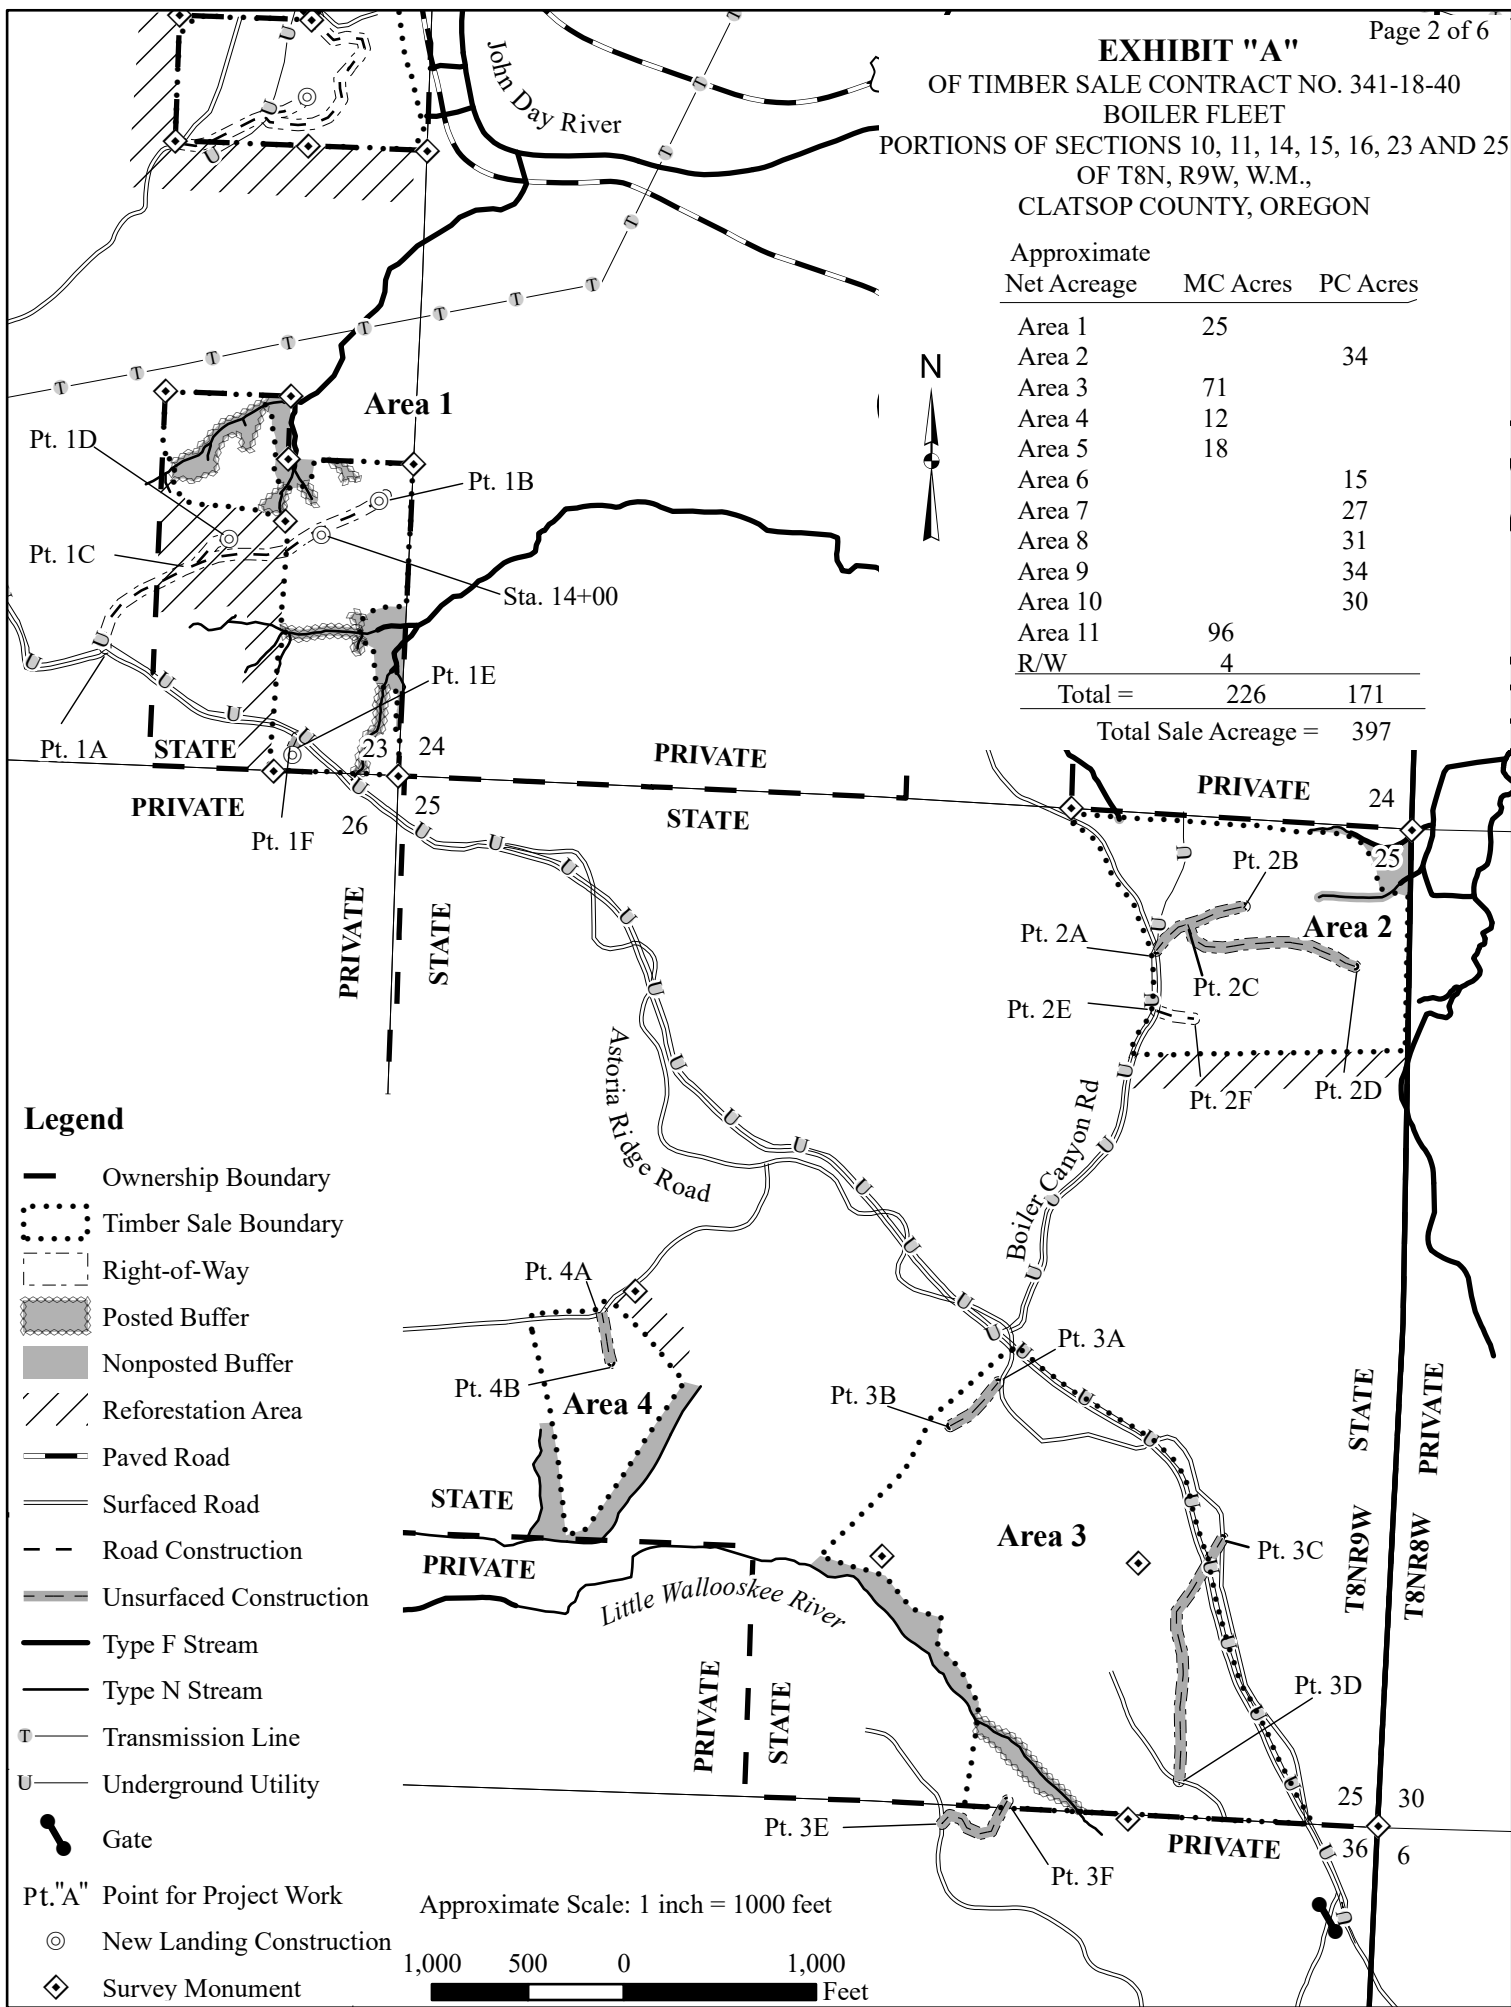 Page 2 of 6
EXHIBIT "A"
OF TIMBER SALE CONTRACT NO. 341-18-40
BOILER FLEET
PORTIONS OF SECTIONS 10, 11, 14, 15, 16, 23 AND 25
OF T8N, R9W, W.M.,
CLATSOP COUNTY, OREGON
Approximate
Net Acreage MC Acres PC Acres
Area 1 25
Area 2 34
Area 3 71
Area 4 12
Area 5 18
Area 6 15
Area 7 27
Area 8 31
Area 9 34
Area 10 30
Area 11 96
R/W 4
Total = 226 171
Total Sale Acreage = 397
N
John Day River
Area 1
Pt. 1D
Pt. 1B
Pt. 1C
Sta. 14+00
Pt. 1E
Pt. 1A
STATE
23
24
PRIVATE
PRIVATE
STATE
25
26
Pt. 1F
PRIVATE
STATE
PRIVATE
24
25
Pt. 2B
Area 2
Pt. 2A
Pt. 2C
Pt. 2E
Pt. 2F
Pt. 2D
Astoria Ridge Road
Boiler Canyon Rd
Pt. 4A
Pt. 4B
Area 4
Pt. 3A
Pt. 3B
STATE
PRIVATE
STATE
PRIVATE
Area 3
Pt. 3C
T8NR9W
T8NR8W
Little Wallooskee River
PRIVATE
STATE
Pt. 3D
25
30
Pt. 3E
PRIVATE
36
6
Pt. 3F
Legend
Ownership Boundary
Timber Sale Boundary
Right-of-Way
Posted Buffer
Nonposted Buffer
Reforestation Area
Paved Road
Surfaced Road
Road Construction
Unsurfaced Construction
Type F Stream
Type N Stream
T Transmission Line
U Underground Utility
Gate
Pt."A" Point for Project Work
New Landing Construction
Survey Monument
Approximate Scale: 1 inch = 1000 feet
1,000 500 0 1,000
Feet